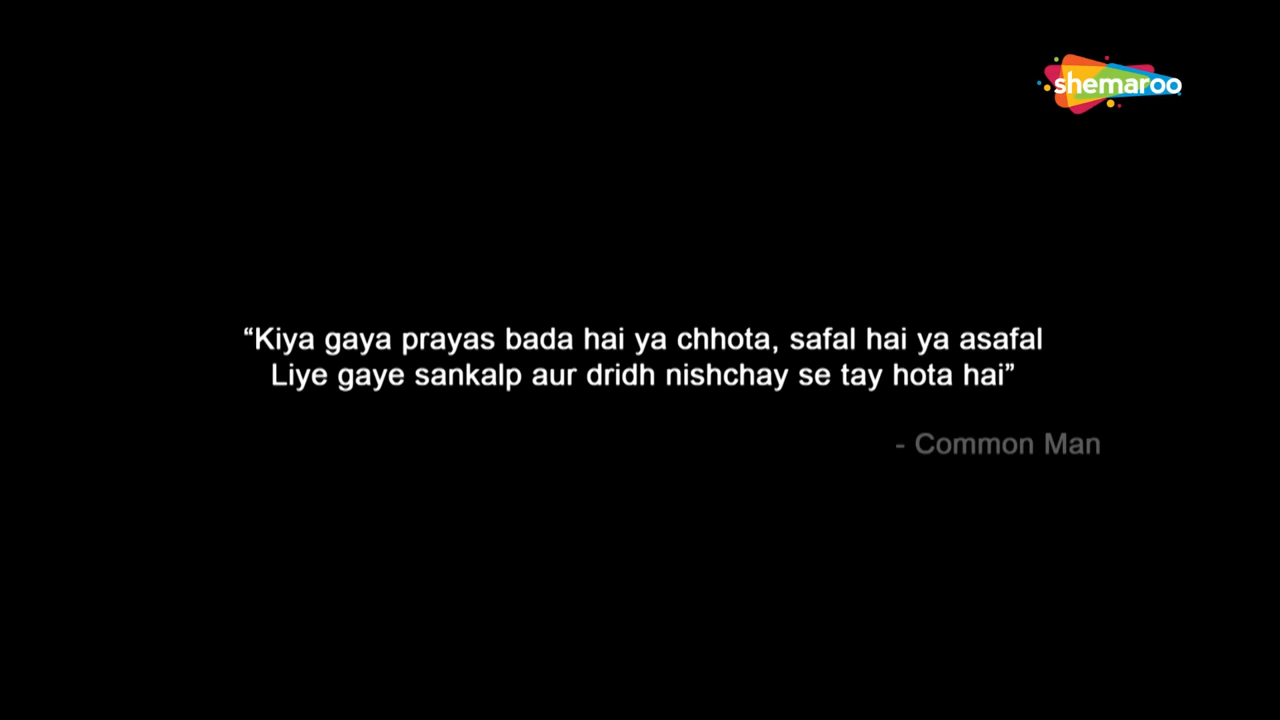 shemaroo
“Kiya gaya prayas bada hai ya chhota, safal hai ya asafal
Liye gaye sankalp aur dridh nishchay se tay hota hai”
- Common Man